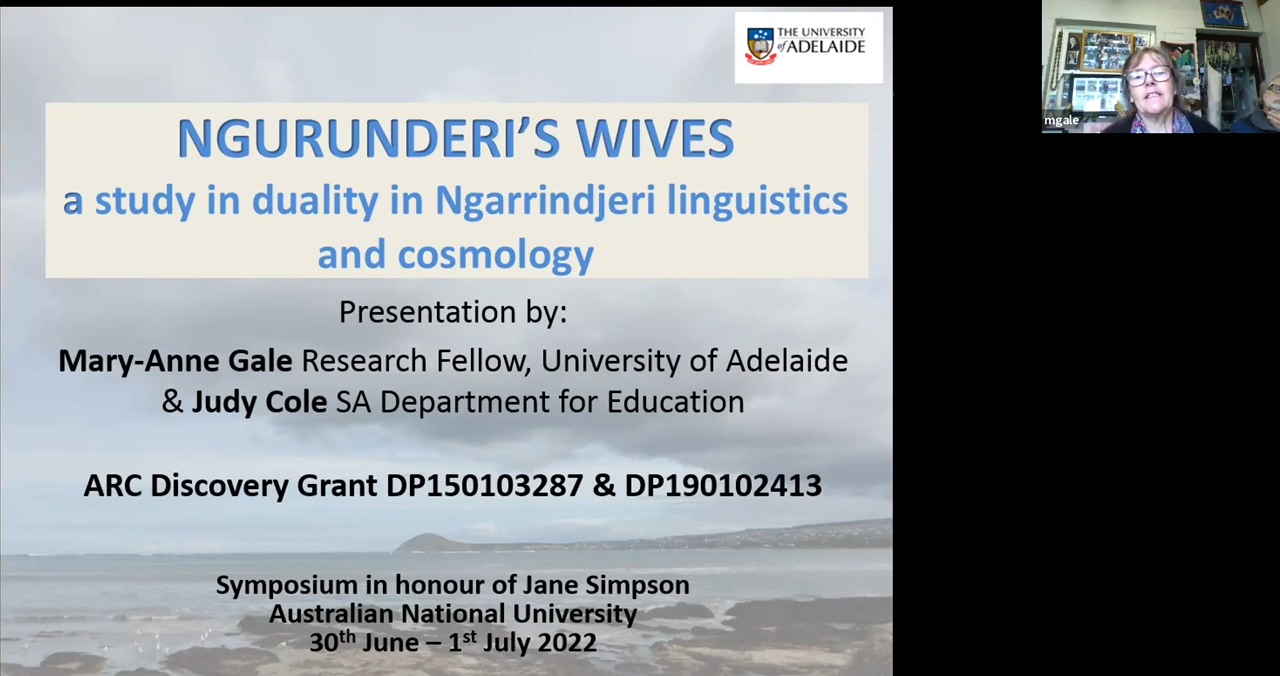 THE UNIVERSITY
of ADELAIDE
NGURUNDERI’S WIVES
a study in duality in Ngarrindjeri linguistics
and cosmology
Presentation by:
Mary-Anne Gale Research Fellow, University of Adelaide
& Judy Cole SA Department for Education
ARC Discovery Grant DP150103287 & DP190102413
Symposium in honour of Jane Simpson
Australian National University
30th June – 1st July 2022
mgale